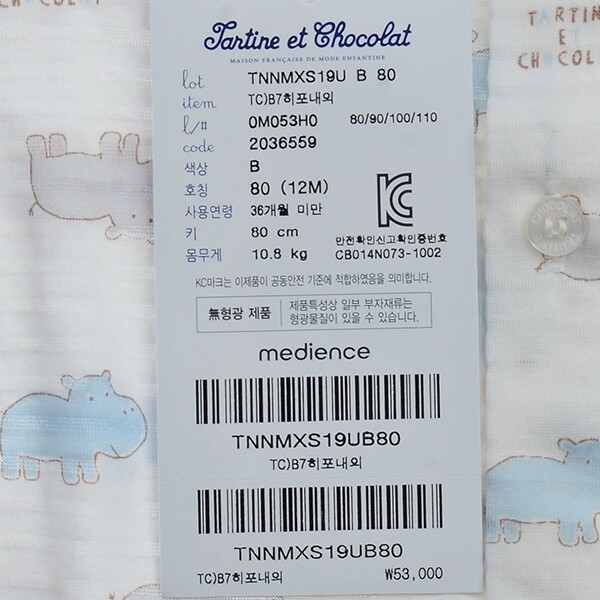 CHOCOLAT
TARTIN
E T
CHOCOL
Tartine et Chocolat
MAISON FRANÇAISE DE MODE ENFANTINE
lot TNNMXS19U B 80
item TC)B7히포내의
l/# 0M053H0 80/90/100/110
code 2036559
색상 B
호칭 80 (12M)
사용연령 36개월 미만
키 80 cm
몸무게 10.8 kg
안전확인신고확인증번호
CB014N073-1002
KC마크는 이제품이 공통안전 기준에 적합하였음을 의미합니다.
無형광 제품
제품특성상 일부 부자재류는
형광물질이 있을 수 있습니다.
medience
TNNMXS19UB80
TC)B7히포내의
TNNMXS19UB80
TC)B7히포내의 ₩53,000